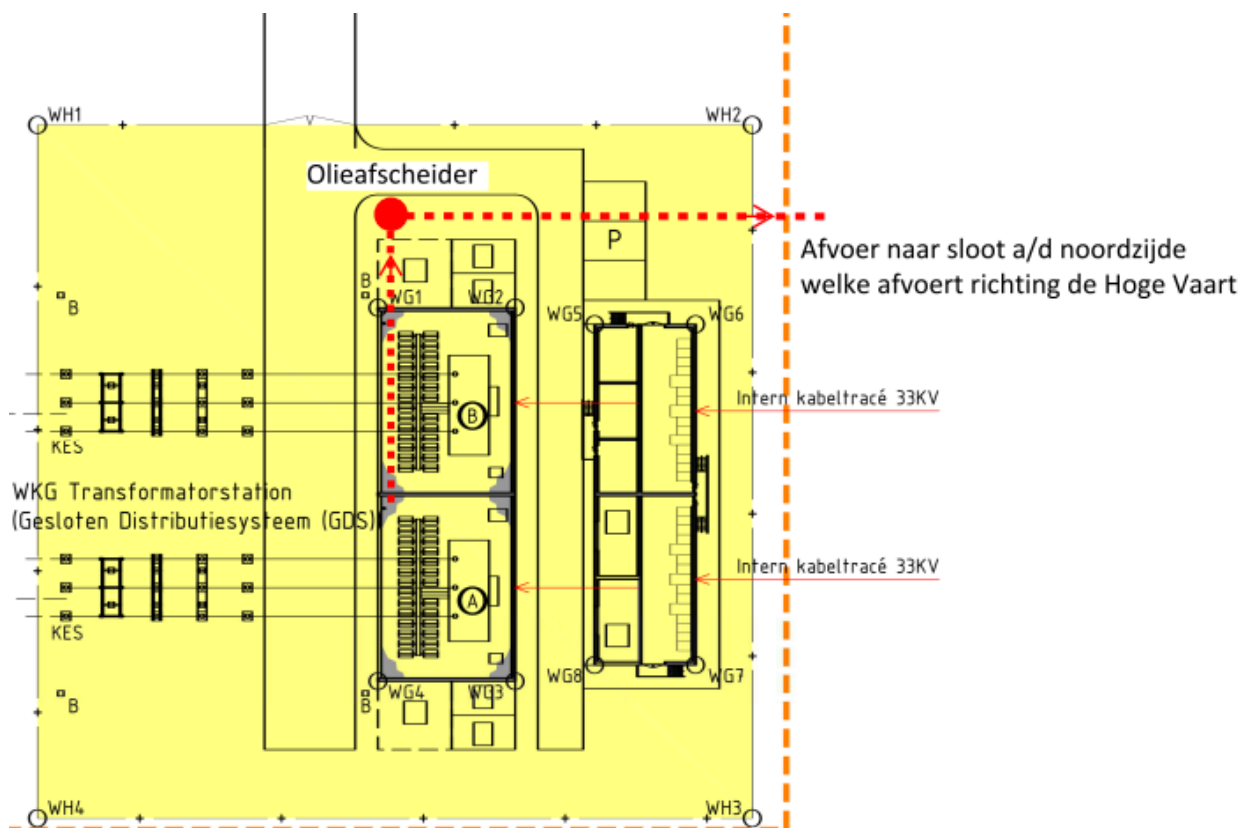 WH1
WH2
Olieafscheider
P
Afvoer naar sloot a/d noordzijde
welke afvoert richting de Hoge Vaart
B
B
WG1
WG2
WG5
WG6
Intern kabeltracé 33KV
B
KES
WKG Transformatorstation
(Gesloten Distributiesysteem (GDS))
Intern kabeltracé 33KV
A
KES
WG8
WG7
WG4
WG3
B
B
WH4
WH3